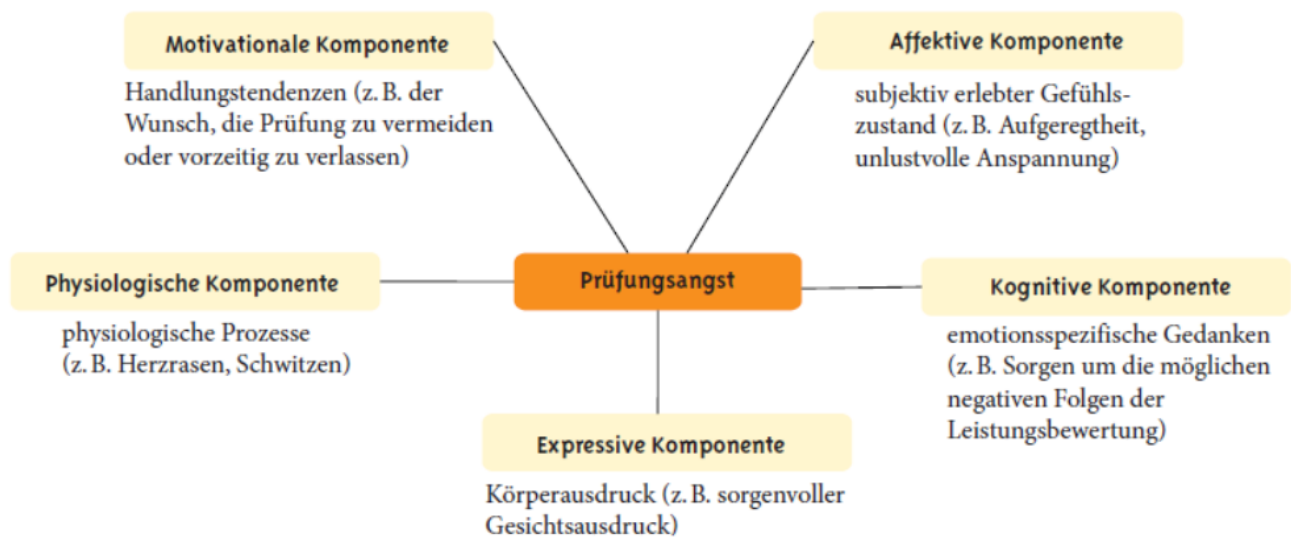 Motivationale Komponente
Handlungstendenzen (z. B. der
Wunsch, die Prüfung zu vermeiden
oder vorzeitig zu verlassen)
Affektive Komponente
subjektiv erlebter Gefühls-
zustand (z. B. Aufgeregtheit,
unlustvolle Anspannung)
Physiologische Komponente
physiologische Prozesse
(z. B. Herzrasen, Schwitzen)
Prüfungsangst
Kognitive Komponente
emotionsspezifische Gedanken
(z. B. Sorgen um die möglichen
negativen Folgen der
Leistungsbewertung)
Expressive Komponente
Körperausdruck (z. B. sorgenvoller
Gesichtsausdruck)